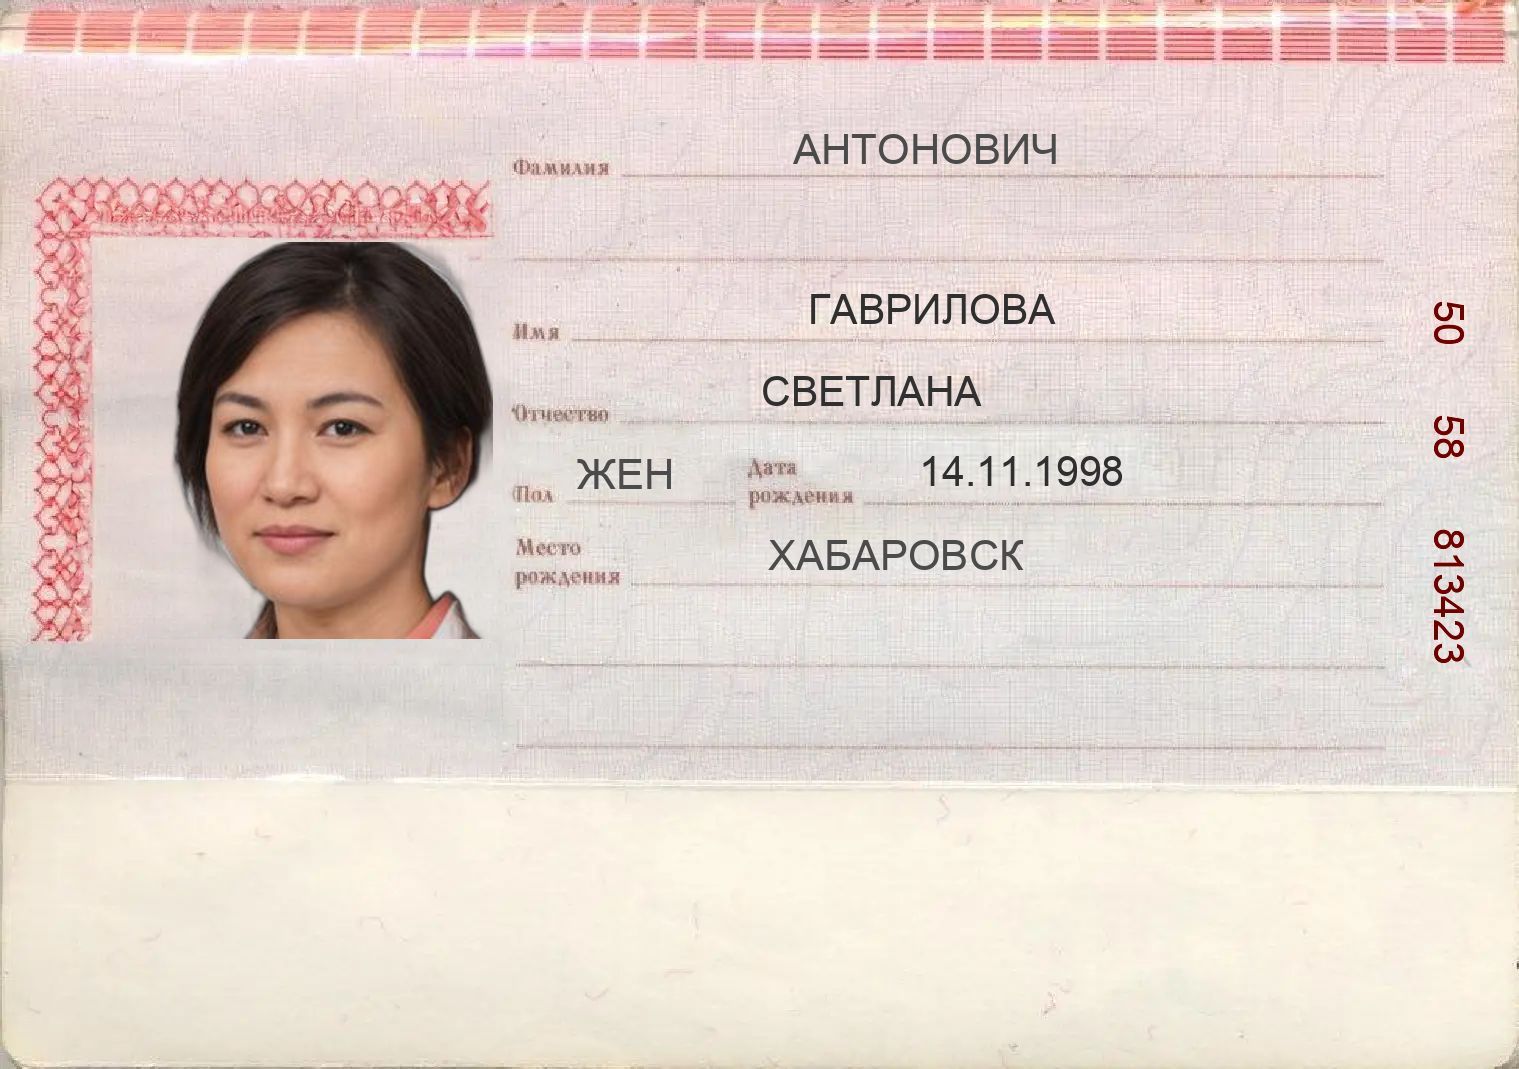 Фамилия АНТОНОВИЧ
Имя ГАВРИЛОВА
Отчество СВЕТЛАНА
Пол ЖЕН Дата рождения 14.11.1998
Место рождения ХАБАРОВСК
50 58 813423